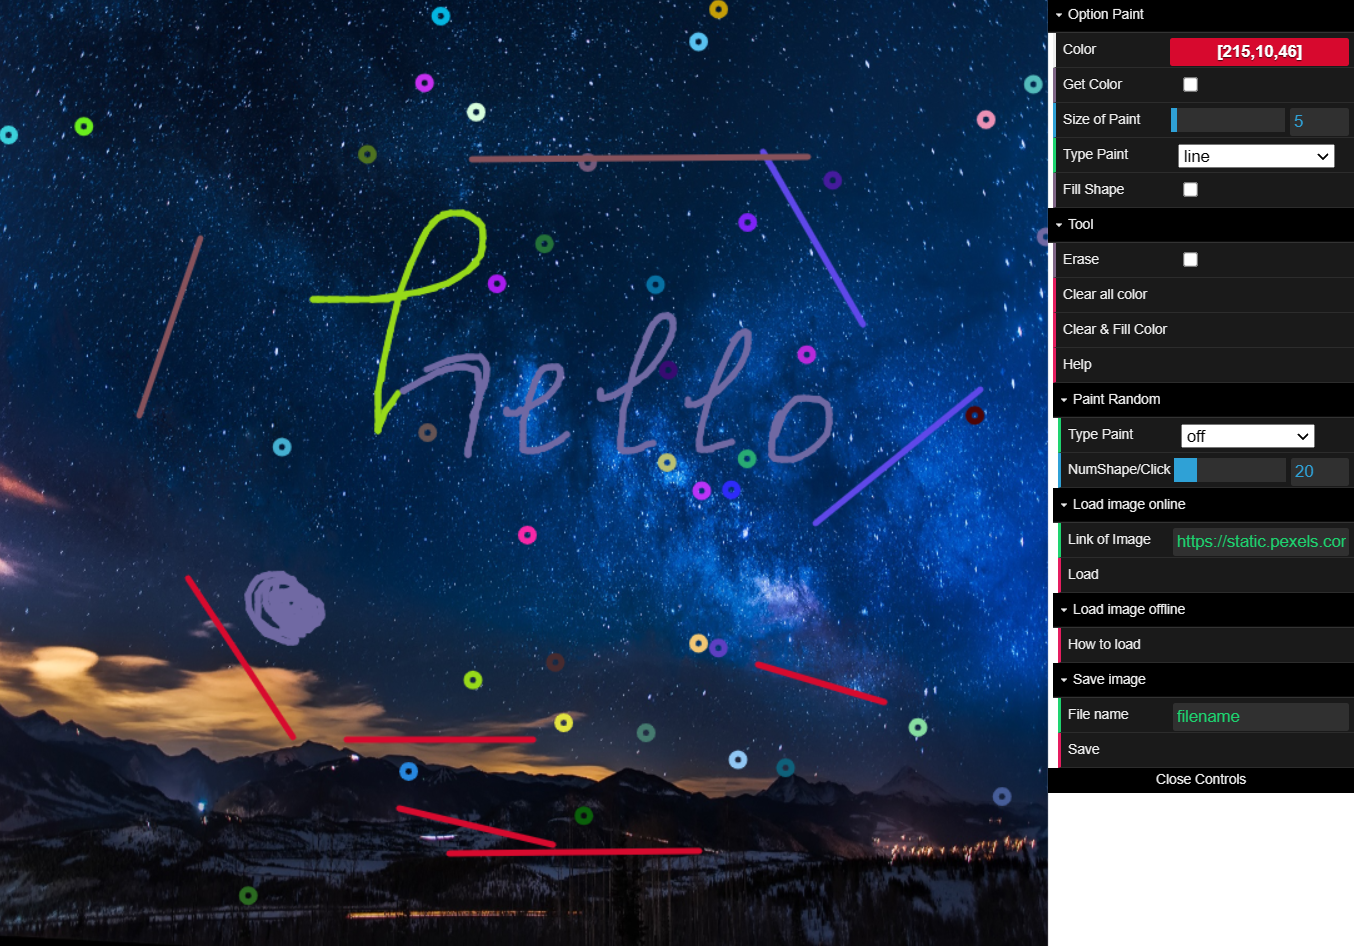 hello
Option Paint
Color [215,10,46]
Get Color
Size of Paint 5
Type Paint line
Fill Shape
Tool
Erase
Clear all color
Clear & Fill Color
Help
Paint Random
Type Paint off
NumShape/Click 20
Load image online
Link of Image https://static.pexels.cor
Load
Load image offline
How to load
Save image
File name filename
Save
Close Controls